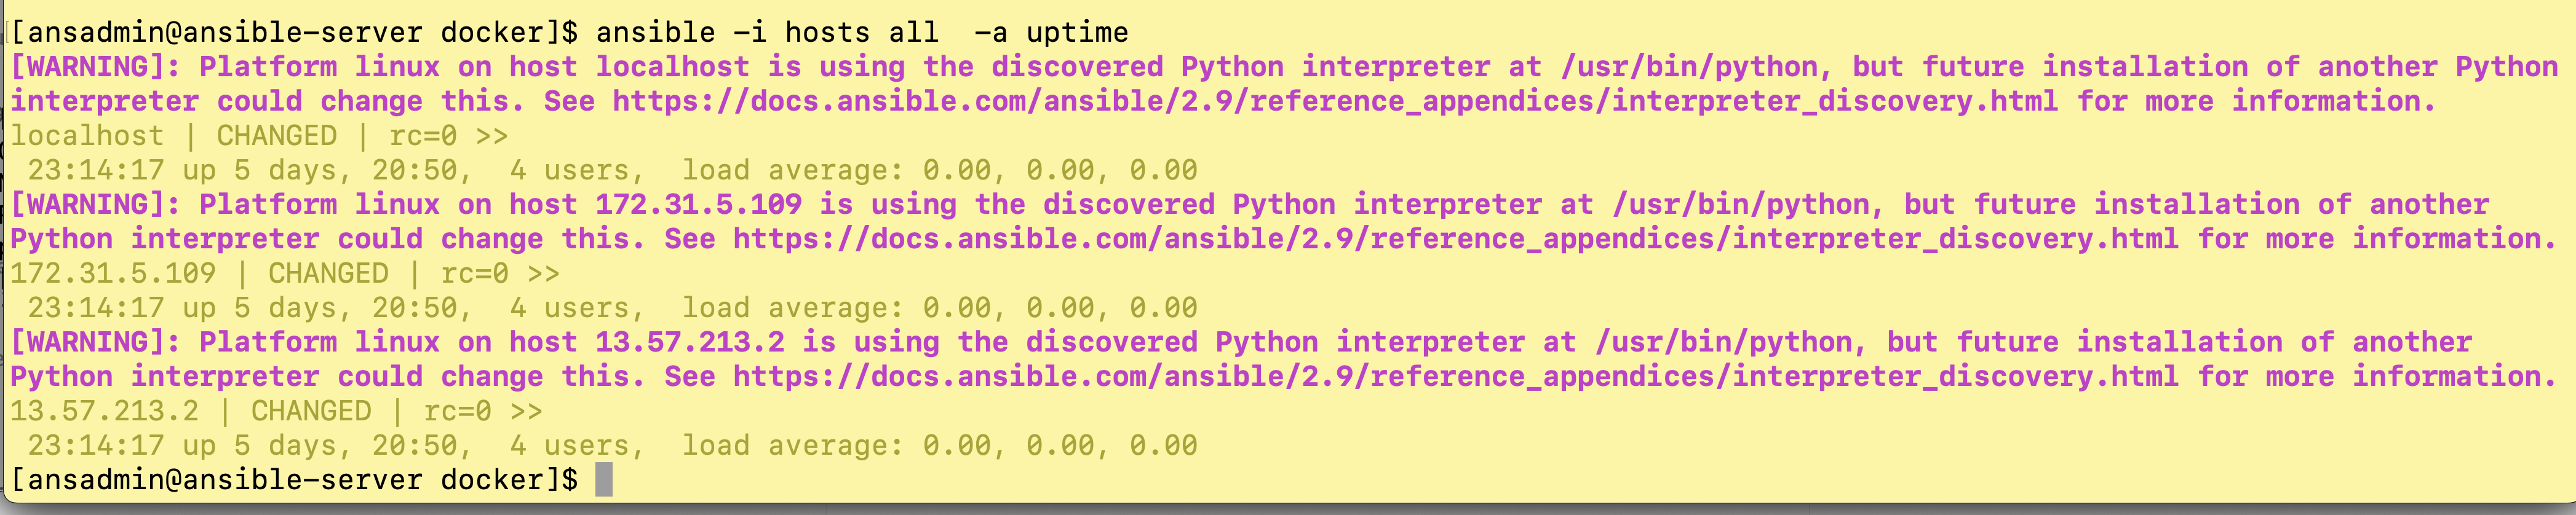 [ansadmin@ansible-server docker]$ ansible -i hosts all  -a uptime
[WARNING]: Platform linux on host localhost is using the discovered Python interpreter at /usr/bin/python, but future installation of another Python
interpreter could change this. See https://docs.ansible.com/ansible/2.9/reference_appendices/interpreter_discovery.html for more information.
localhost | CHANGED | rc=0 >>
 23:14:17 up 5 days, 20:50,  4 users,  load average: 0.00, 0.00, 0.00
[WARNING]: Platform linux on host 172.31.5.109 is using the discovered Python interpreter at /usr/bin/python, but future installation of another
Python interpreter could change this. See https://docs.ansible.com/ansible/2.9/reference_appendices/interpreter_discovery.html for more information.
172.31.5.109 | CHANGED | rc=0 >>
 23:14:17 up 5 days, 20:50,  4 users,  load average: 0.00, 0.00, 0.00
[WARNING]: Platform linux on host 13.57.213.2 is using the discovered Python interpreter at /usr/bin/python, but future installation of another
Python interpreter could change this. See https://docs.ansible.com/ansible/2.9/reference_appendices/interpreter_discovery.html for more information.
13.57.213.2 | CHANGED | rc=0 >>
 23:14:17 up 5 days, 20:50,  4 users,  load average: 0.00, 0.00, 0.00
[ansadmin@ansible-server docker]$